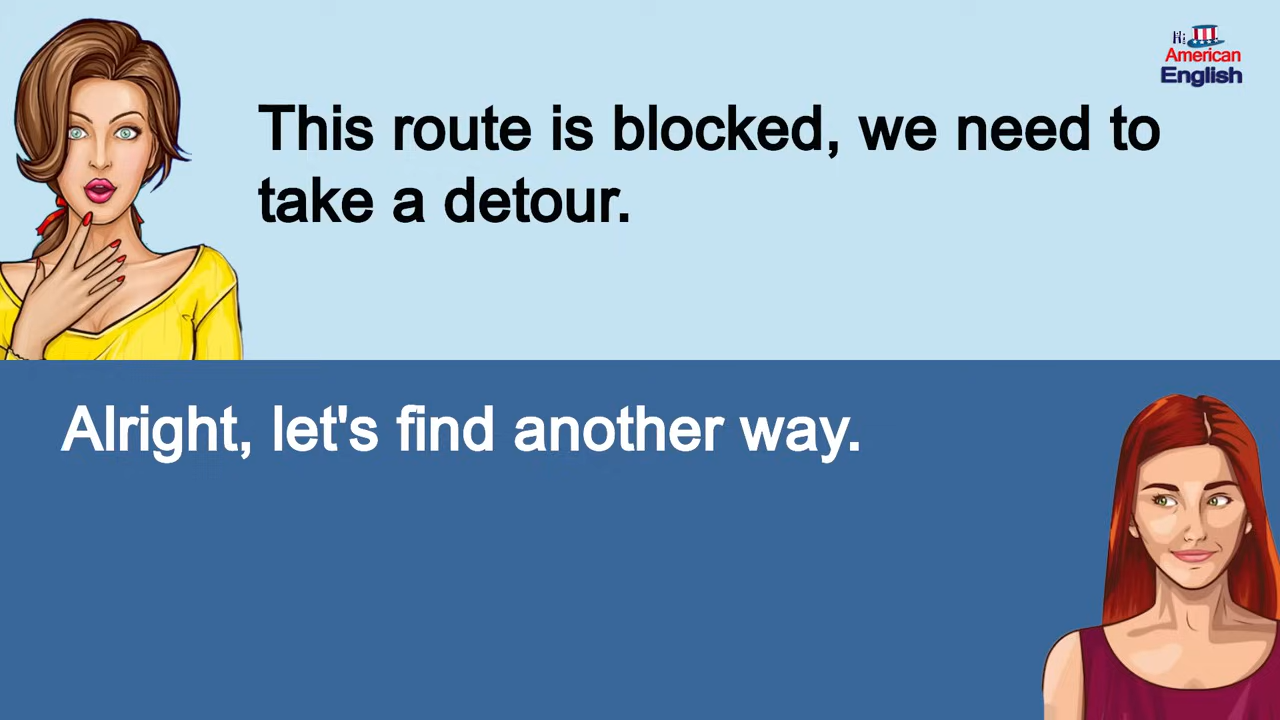 Hi
American
English
This route is blocked, we need to
take a detour.
Alright, let's find another way.